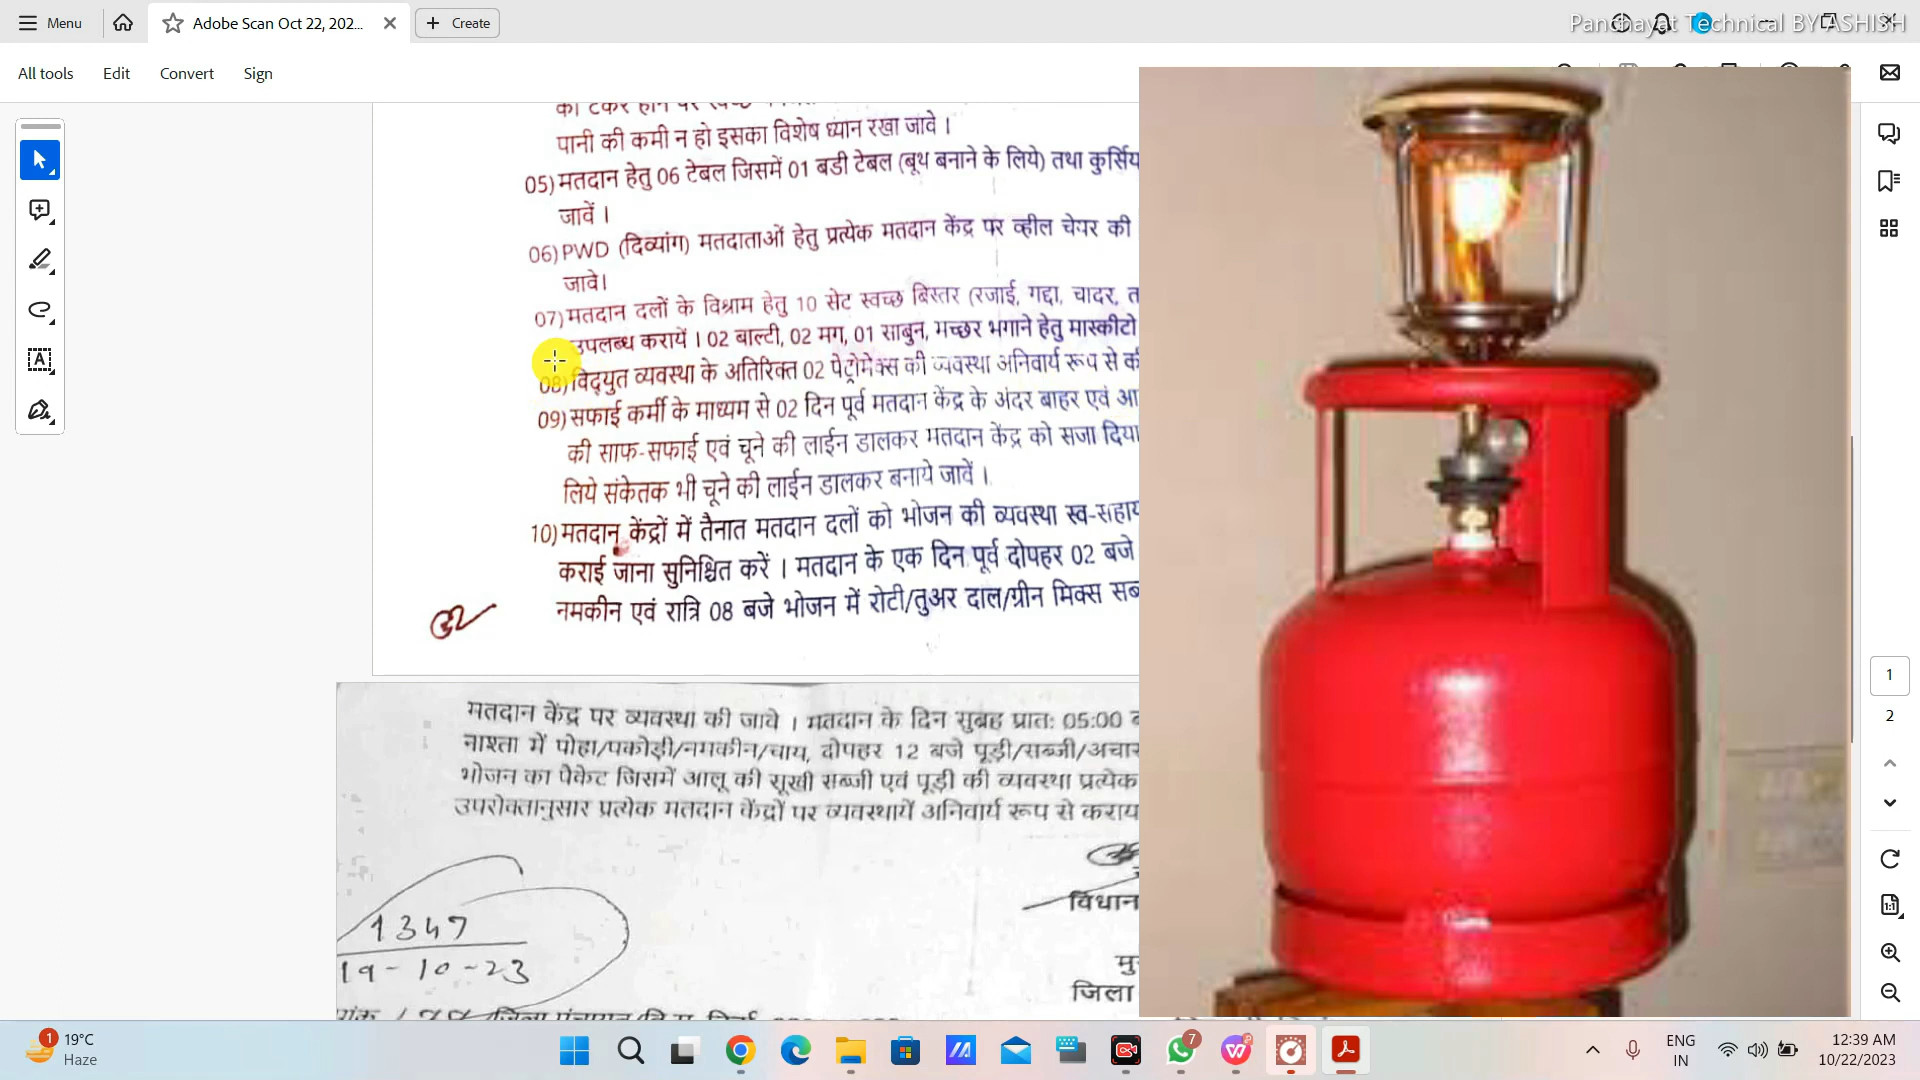 Menu
Adobe Scan Oct 22, 202...
Create
Panchayat Technical BY ASHISH
All tools Edit Convert Sign
पानी की कमी न हो इसका विशेष ध्यान रखा जावे ।
05) मतदान हेतु 06 टेबल जिसमें 01 बडी टेबल (बूथ बनाने के लिये) तथा
जावें ।
06) PWD (दिव्यांग) मतदाताओं हेतु प्रत्येक मतदान केंद्र पर व्हील चेयर की
जावे।
07) मतदान दलों के विश्राम हेतु 10 सेट स्वच्छ बिस्तर (रजाई, गद्दा, चादर,
उपलब्ध करायें । 02 बाल्टी, 02 मग, 01 साबुन, मच्छर भगाने हेतु मास्कीटो
08) विद्युत व्यवस्था के अतिरिक्त 02 पेट्रोमेक्स की व्यवस्था अनिवार्य रूप से
09) सफाई कर्मी के माध्यम से 02 दिन पूर्व मतदान केंद्र के अंदर बाहर एवं
की साफ-सफाई एवं चूने की लाईन डालकर मतदान केंद्र को सजा दिया
लिये संकेतक भी चूने की लाईन डालकर बनाये जावें ।
10) मतदान केंद्रों में तैनात मतदान दलों को भोजन की व्यवस्था
कराई जाना सुनिश्चित करें । मतदान के एक दिन पूर्व दोपहर 02 बजे
नमकीन एवं रात्रि 08 बजे भोजन में रोटी/तुअर दाल/ग्रीन मिक्स
मतदान केंद्र पर व्यवस्था की जावे । मतदान के दिन सुबह प्रात: 05:00
नाश्ता में पोहा/पकोड़ी/नमकीन/चाय, दोपहर 12 बजे पूड़ी/सब्जी/अचार
भोजन का पैकेट जिसमें आलू की सूखी सब्जी एवं पूड़ी की व्यवस्था प्रत्येक
उपरोक्तानुसार प्रत्येक मतदान केंद्रों पर व्यवस्थायें अनिवार्य रूप से
विधान
1347
19-10-23
जिला
1
2
1:1
1
19°C
Haze
7
ENG
IN
12:39 AM
10/22/2023